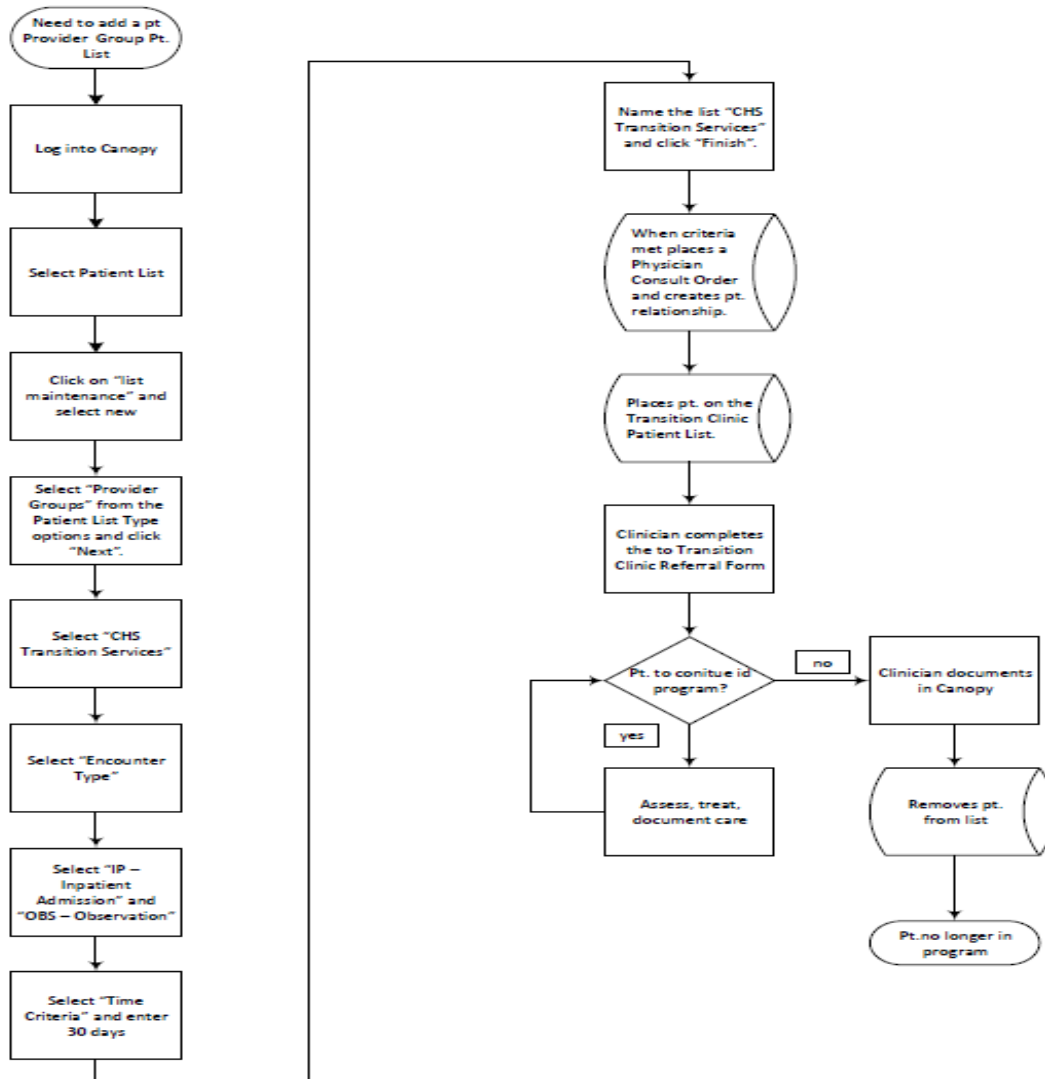 Need to add a pt
Provider Group Pt.
List
Log into Canopy
Select Patient List
Click on “list
maintenance” and
select new
Select “Provider
Groups” from the
Patient List Type
options and click
“Next”.
Select “CHS
Transition Services”
Select “Encounter
Type”
Select “IP –
Inpatient
Admission” and
“OBS – Observation”
Select “Time
Criteria” and enter
30 days
Name the list “CHS
Transition Services”
and click “Finish”.
When criteria
met places a
Physician
Consult Order
and creates pt.
relationship.
Places pt. on the
Transition Clinic
Patient List.
Clinician completes
the to Transition
Clinic Referral Form
Pt. to conitue id
program?
no
yes
Assess, treat,
document care
Clinician documents
in Canopy
Removes pt.
from list
Pt.no longer in
program